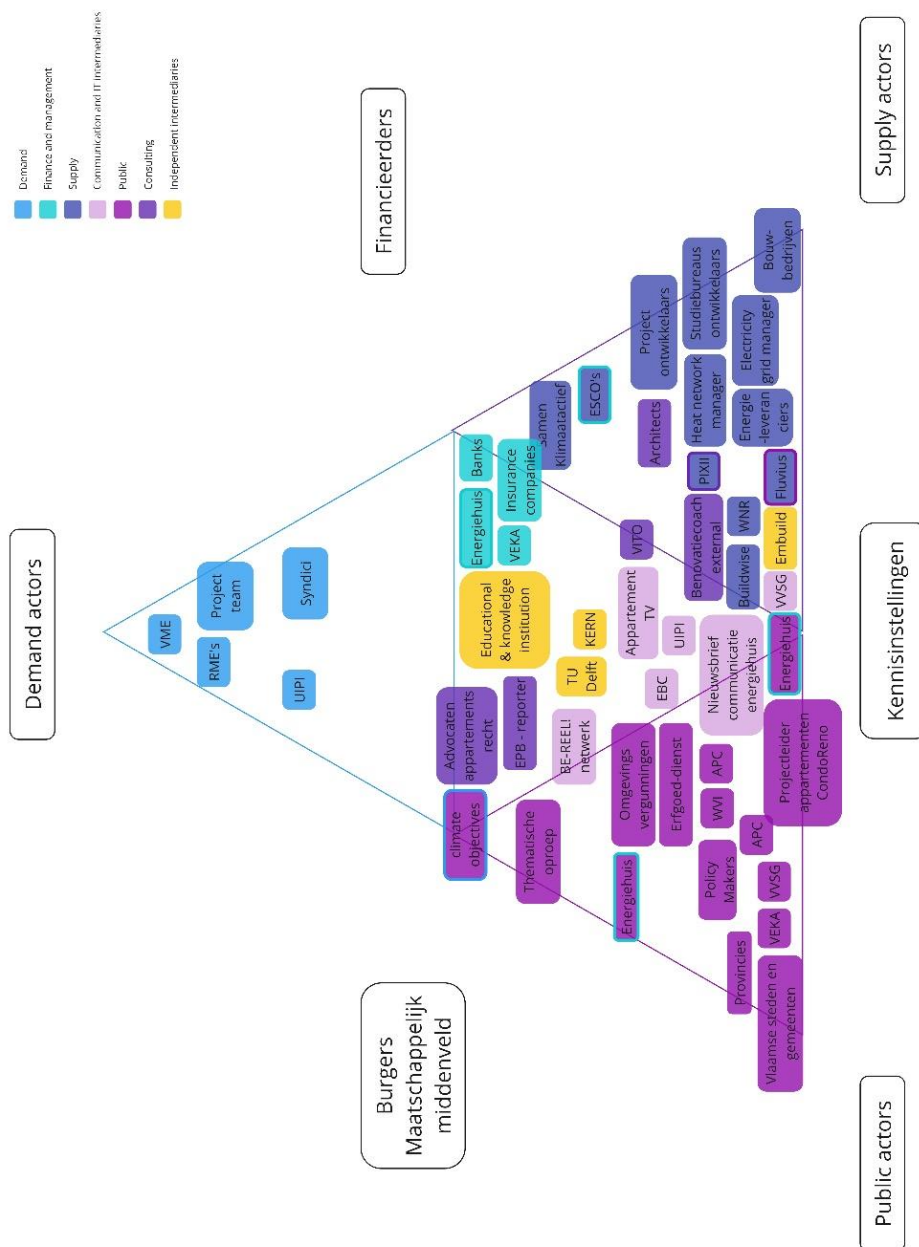 Demand
Finance and management
Supply
Communication and IT intermediaries
Public
Consulting
Independent intermediaries
Demand actors
Financieerders
Burgers
Maatschappelijk
middenveld
Public actors
Kennisinstellingen
Supply actors
VME
RME's
Project
team
UIPI
Syndici
climate
objectives
Advocaten
appartements
recht
EPB - reporter
Educational
& knowledge
institution
Energiehuis
Banks
VEKA
Insurance
companies
Thematische
oproep
BE-REEL!
netwerk
TU
Delft
KERN
Samen
Klimaatactief
ESCO's
Energiehuis
Omgevings
vergunningen
Erfgoed-dienst
EBC
Appartement
TV
UIPI
VITO
Architects
Project
ontwikkelaars
Policy
Makers
WVI
APC
APC
Nieuwsbrief
communicatie
energiehuis
Benovatiecoach
external
PIXII
Heat network
manager
Studiebureaus
ontwikkelaars
Provincies
Buildwise
WNR
Energie
-leveran
ciers
Electricity
grid manager
Vlaamse steden en
gemeenten
VEKA
VVSG
Projectleider
appartementen
CondoReno
Energiehuis
VVSG
Embuild
Fluvius
Bouw-
bedrijven